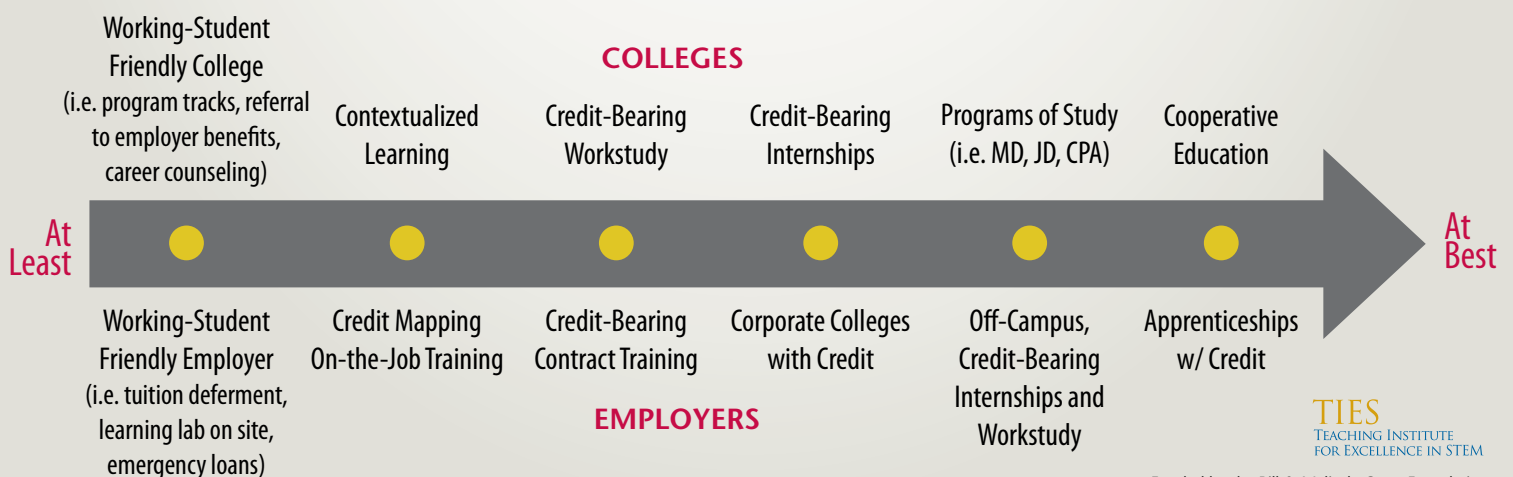 Working-Student
Friendly College
(i.e. program tracks, referral
to employer benefits,
career counseling)
COLLEGES
Contextualized
Learning
Credit-Bearing
Workstudy
Credit-Bearing
Internships
Programs of Study
(i.e. MD, JD, CPA)
Cooperative
Education
At
Least
At
Best
Working-Student
Friendly Employer
(i.e. tuition deferment,
learning lab on site,
emergency loans)
Credit Mapping
On-the-Job Training
Credit-Bearing
Contract Training
Corporate Colleges
with Credit
Off-Campus,
Credit-Bearing
Internships and
Workstudy
Apprenticeships
w/ Credit
EMPLOYERS
TIES
TEACHING INSTITUTE
FOR EXCELLENCE IN STEM